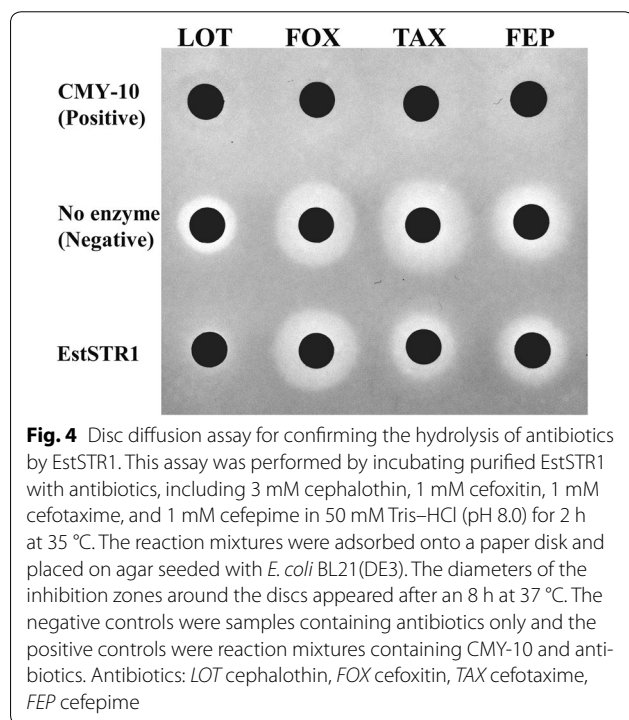 LOT FOX TAX FEP
CMY-10
(Positive)
No enzyme
(Negative)
EstSTR1
Fig. 4 Disc diffusion assay for confirming the hydrolysis of antibiotics
by EstSTR1. This assay was performed by incubating purified EstSTR1
with antibiotics, including 3 mM cephalothin, 1 mM cefoxitin, 1 mM
cefotaxime, and 1 mM cefepime in 50 mM Tris–HCl (pH 8.0) for 2 h
at 35 °C. The reaction mixtures were adsorbed onto a paper disk and
placed on agar seeded with E. coli BL21(DE3). The diameters of the
inhibition zones around the discs appeared after an 8 h at 37 °C. The
negative controls were samples containing antibiotics only and the
positive controls were reaction mixtures containing CMY-10 and anti-
biotics. Antibiotics: LOT cephalothin, FOX cefoxitin, TAX cefotaxime,
FEP cefepime